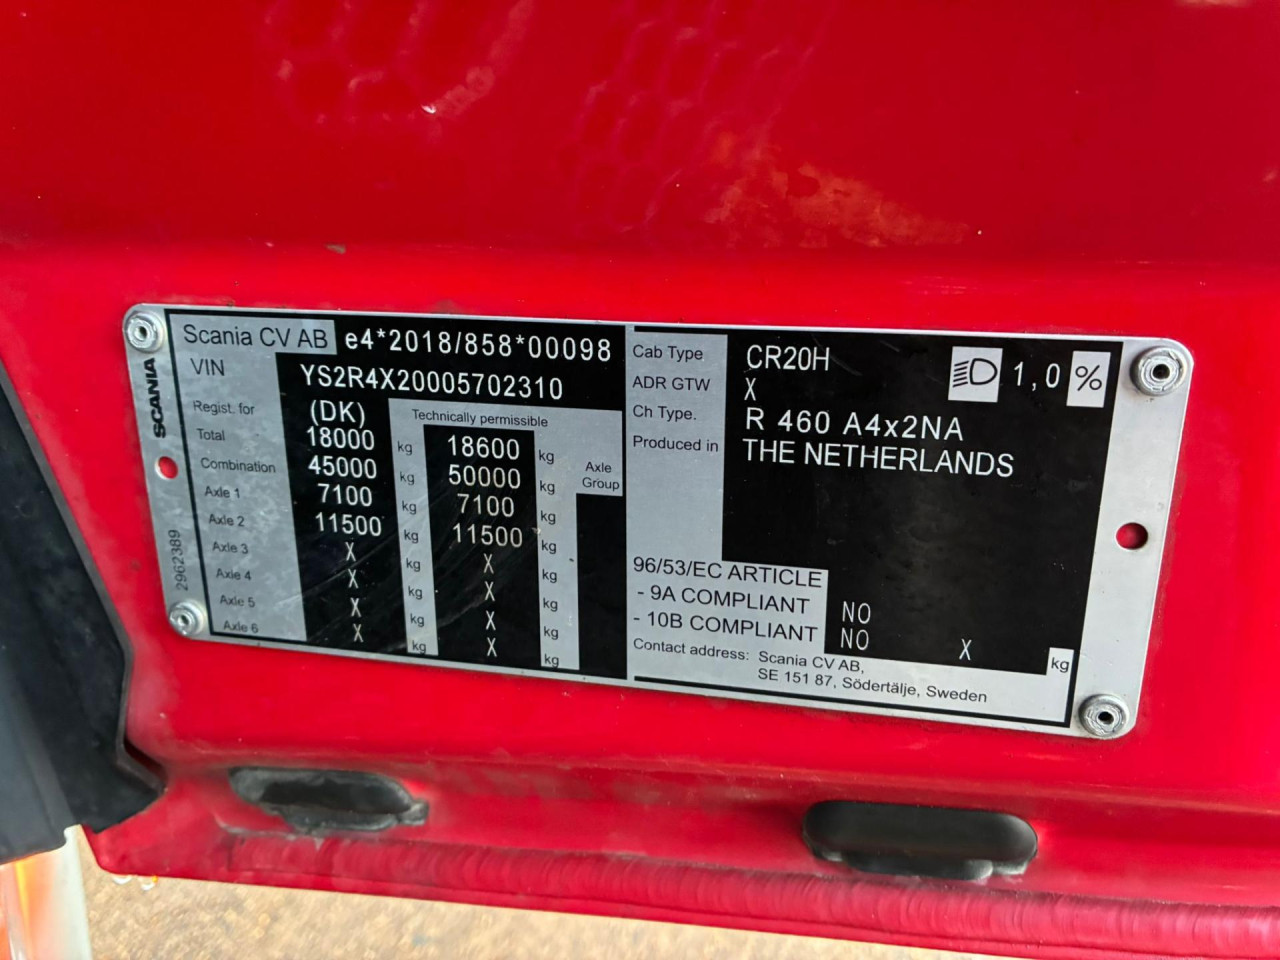 Scania CV AB e4*2018/858*00098
VIN YS2R4X20005702310
Regist. for (DK) Technically permissible
Total 18000 kg 18600 kg
Combination 45000 kg 50000 kg Axle Group
Axle 1 7100 kg 7100 kg
Axle 2 11500 kg 11500 kg
Axle 3 X kg X kg
Axle 4 X kg X kg
Axle 5 X kg X kg
Axle 6 X kg X kg
SCANIA
2962389
Cab Type CR20H 1,0 %
ADR GTW X
Ch Type. R 460 A4x2NA
Produced in THE NETHERLANDS
96/53/EC ARTICLE
- 9A COMPLIANT NO
- 10B COMPLIANT NO X kg
Contact address: Scania CV AB,
SE 151 87, Södertälje, Sweden